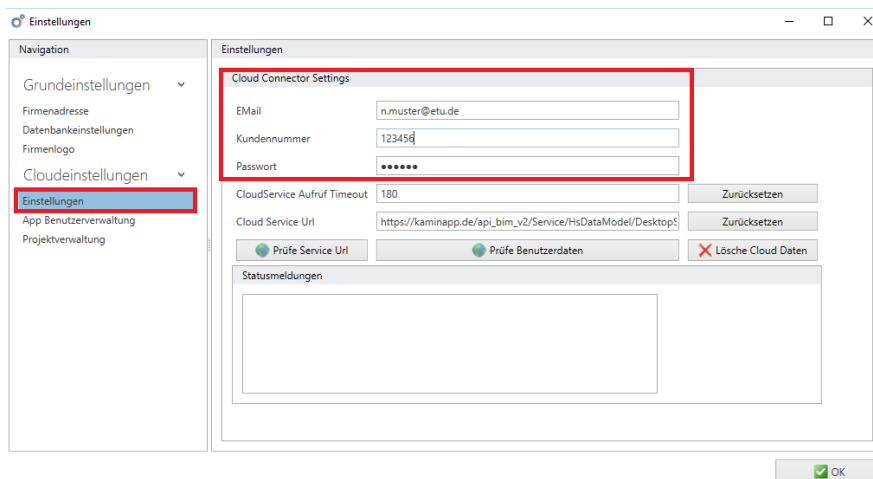 Einstellungen
Navigation
Grundeinstellungen
Firmenadresse
Datenbankeinstellungen
Firmenlogo
Cloudeinstellungen
Einstellungen
App Benutzerverwaltung
Projektverwaltung
Einstellungen
Cloud Connector Settings
EMail n.muster@etu.de
Kundennummer 123456
Passwort ●●●●●●
CloudService Aufruf Timeout 180 Zurücksetzen
Cloud Service Url https://kaminapp.de/api_bim_v2/Service/HsDataModel/DesktopS Zurücksetzen
Prüfe Service Url Prüfe Benutzerdaten Lösche Cloud Daten
Statusmeldungen
OK